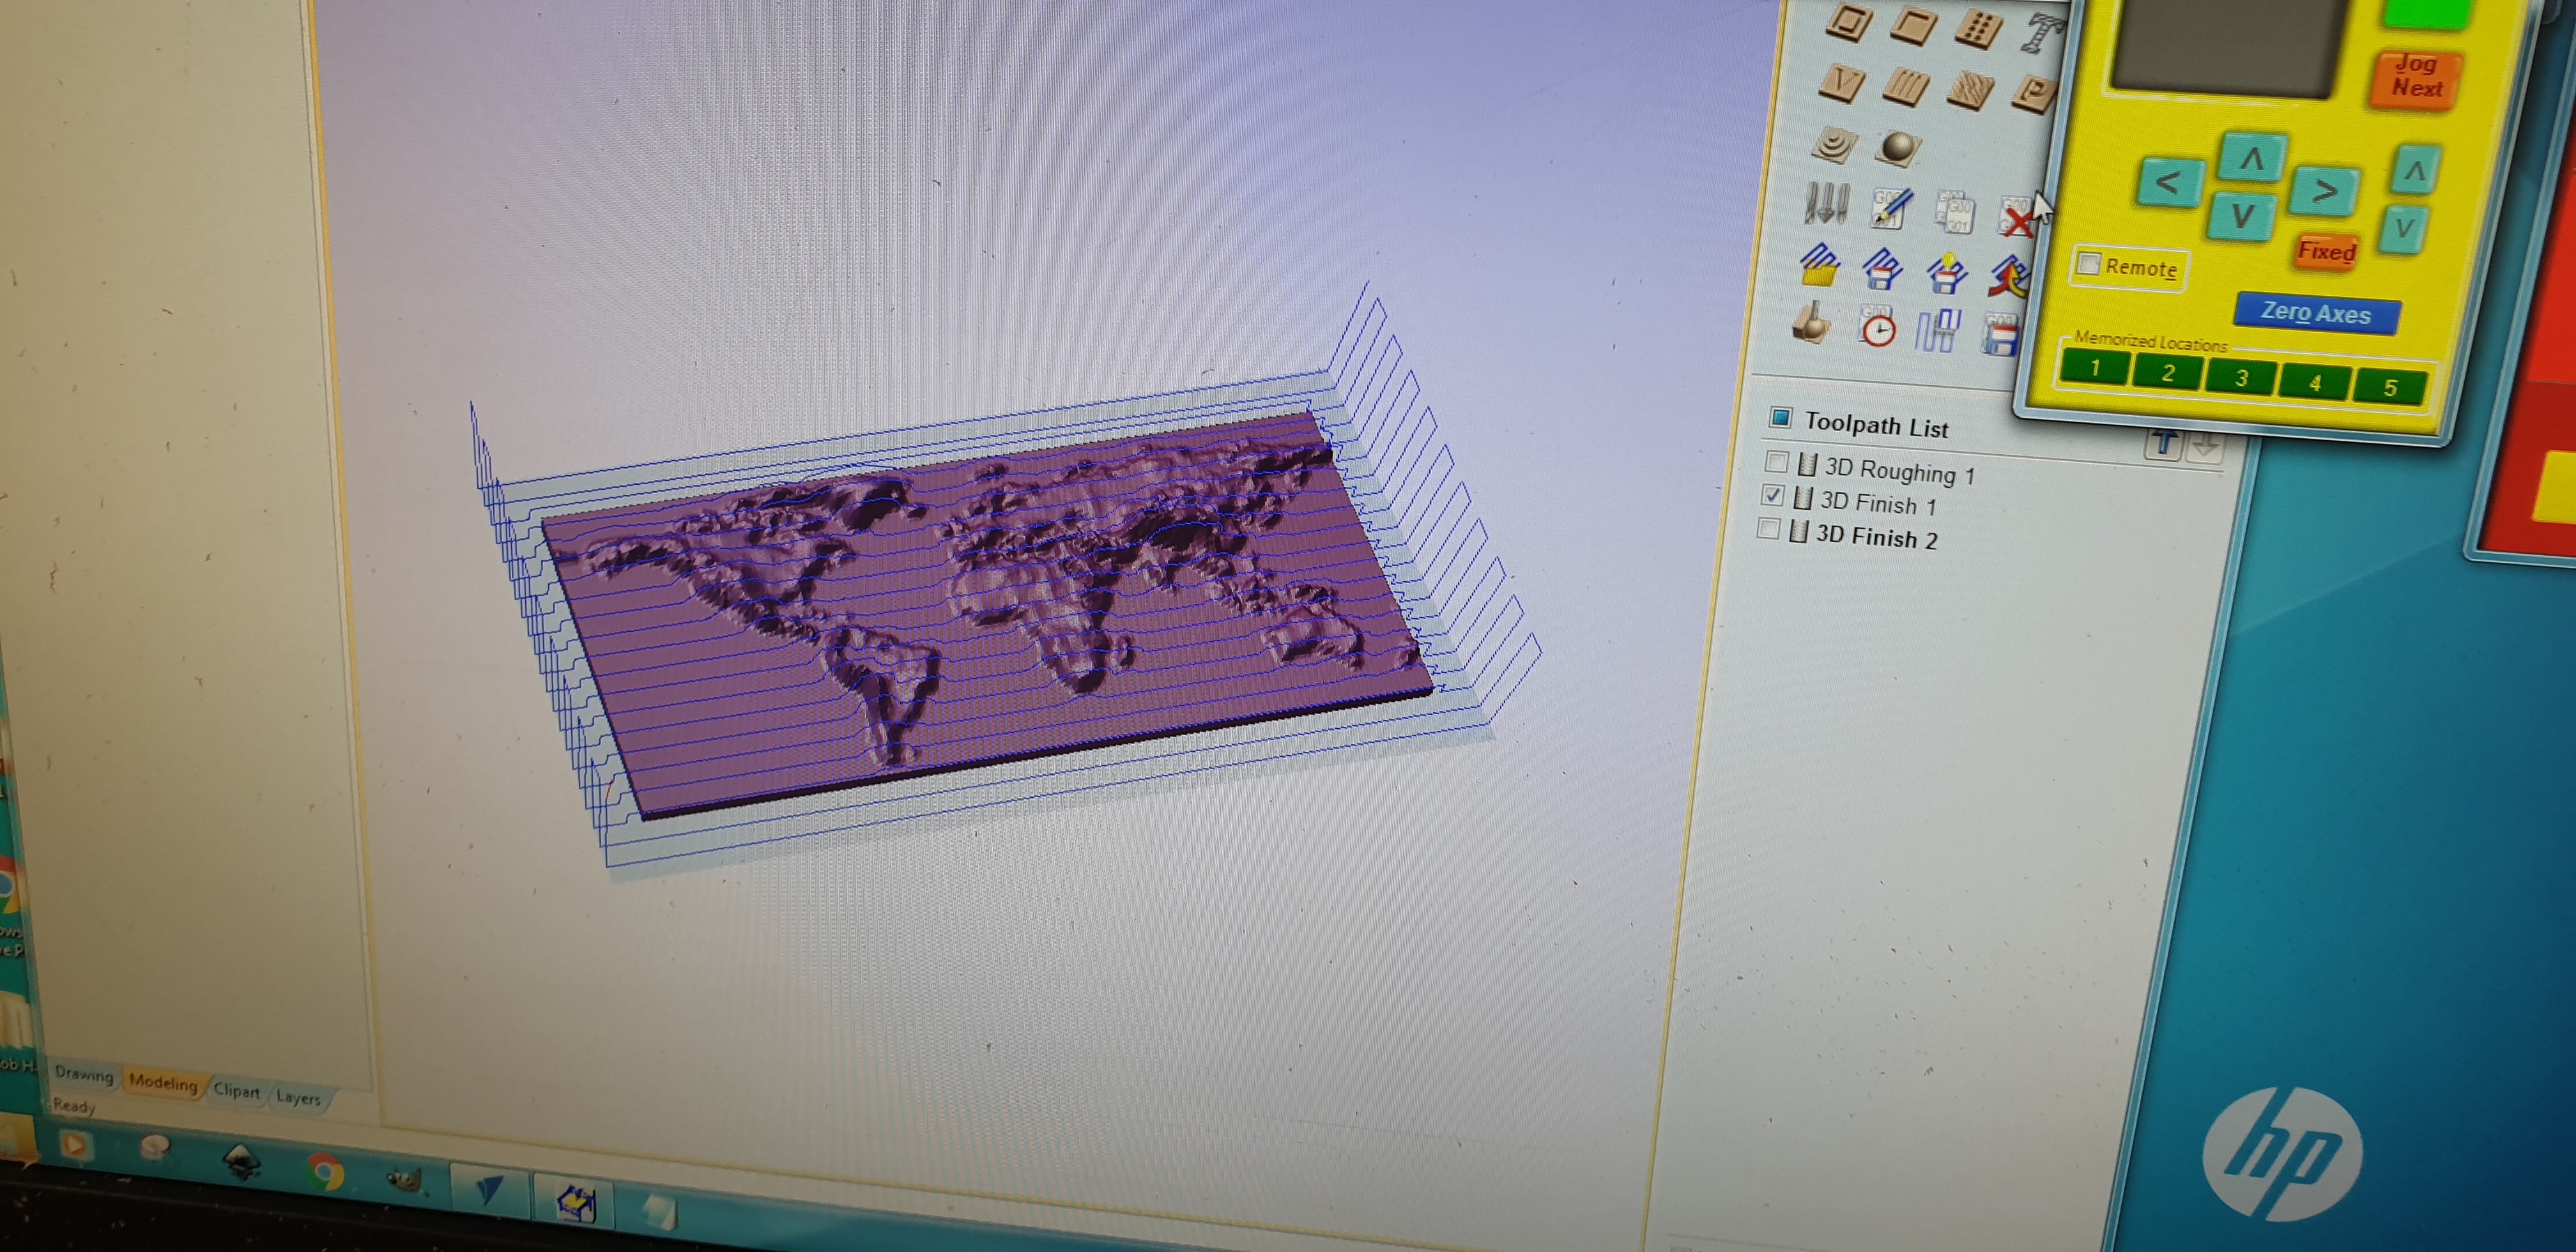 Jog
Next
<
^
>
V
^
V
Fixed
Remote
Zero Axes
Memorized Locations
1 2 3 4 5
Toolpath List
3D Roughing 1
3D Finish 1
3D Finish 2
Drawing Modeling Clipart Layers
Ready
hp